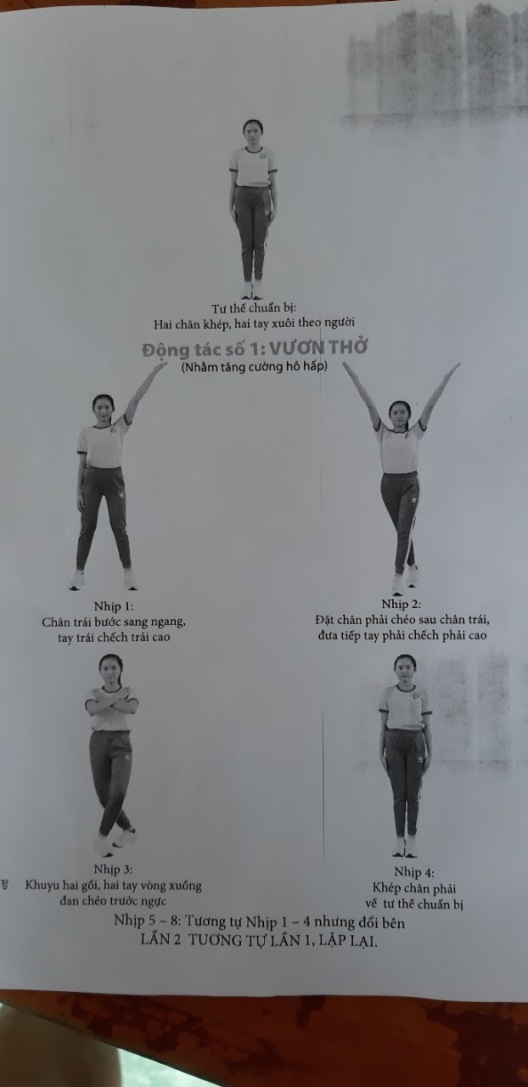 Tư thế chuẩn bị:
Hai chân khép, hai tay xuôi theo người
Động tác số 1: VƯƠN THỞ
(Nhằm tăng cường hô hấp)
Nhịp 1:
Chân trái bước sang ngang,
tay trái chếch trái cao
Nhịp 2:
Đặt chân phải chéo sau chân trái,
đưa tiếp tay phải chếch phải cao
Nhịp 3:
Khuyu hai gối, hai tay vòng xuống
đan chéo trước ngực
Nhịp 4:
Khép chân phải
về tư thế chuẩn bị
Nhịp 5 – 8: Tương tự Nhịp 1 – 4 nhưng đổi bên
LẦN 2 TƯƠNG TỰ LẦN 1, LẶP LẠI.